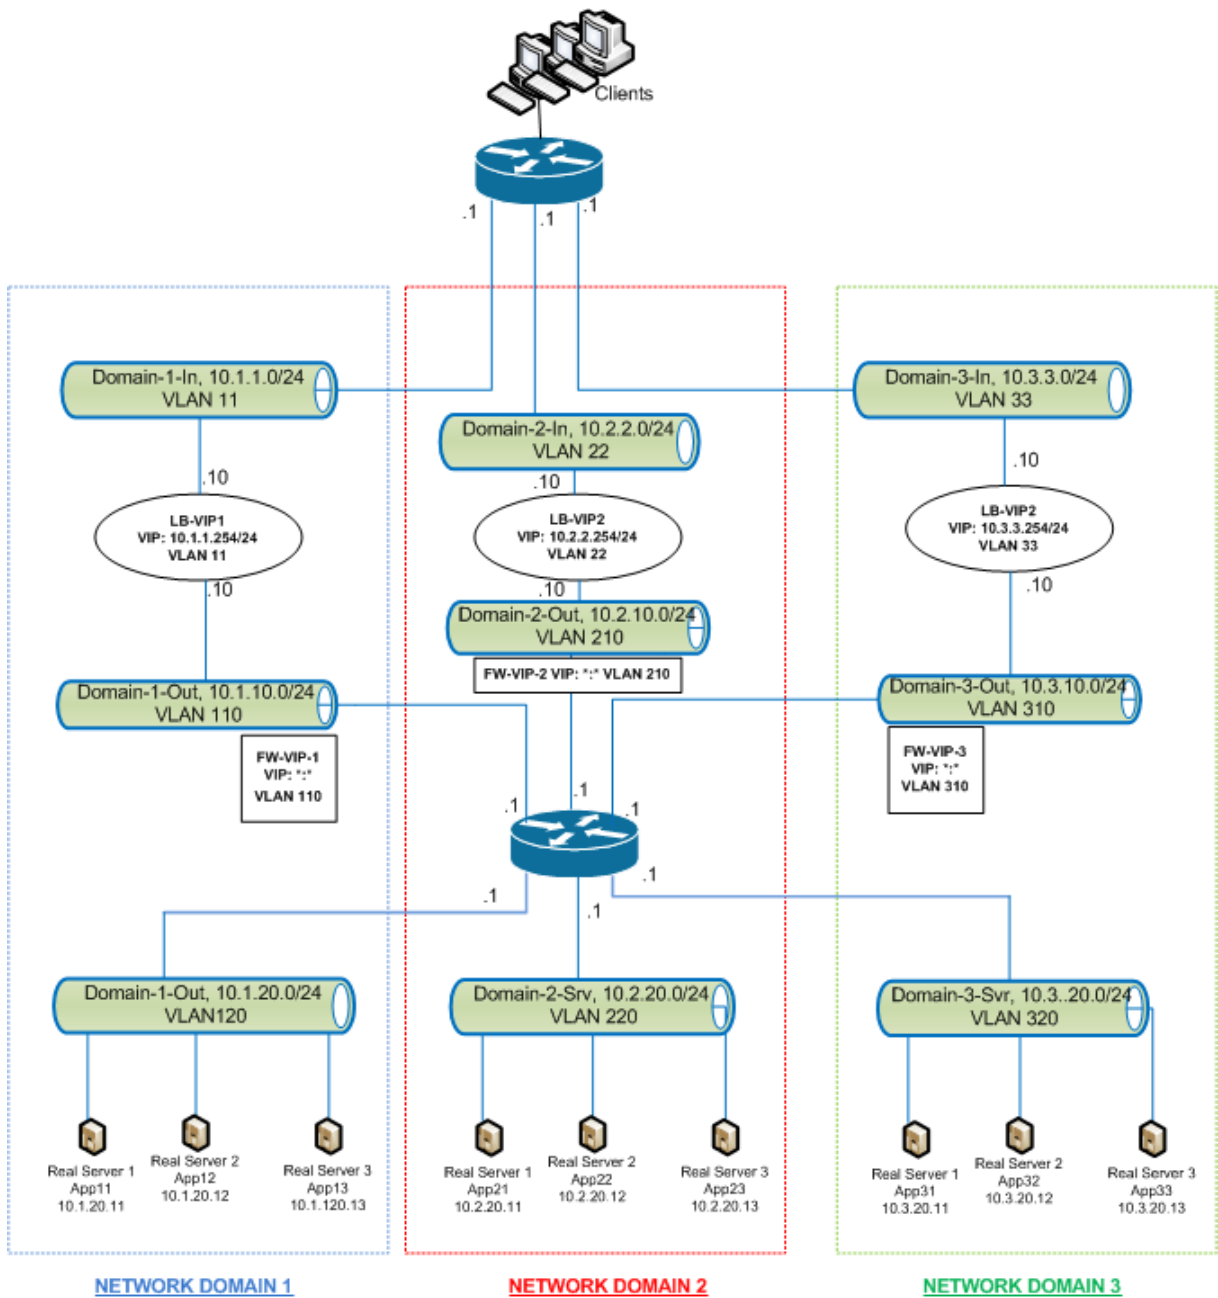 Clients
.1
.1
.1
Domain-1-In, 10.1.1.0/24
VLAN 11
Domain-2-In, 10.2.2.0/24
VLAN 22
Domain-3-In, 10.3.3.0/24
VLAN 33
.10
.10
.10
LB-VIP1
VIP: 10.1.1.254/24
VLAN 11
LB-VIP2
VIP: 10.2.2.254/24
VLAN 22
LB-VIP2
VIP: 10.3.3.254/24
VLAN 33
.10
.10
.10
Domain-1-Out, 10.1.10.0/24
VLAN 110
Domain-2-Out, 10.2.10.0/24
VLAN 210
Domain-3-Out, 10.3.10.0/24
VLAN 310
FW-VIP-1
VIP: *:*
VLAN 110
FW-VIP-2 VIP: *:* VLAN 210
FW-VIP-3
VIP: *:*
VLAN 310
.1
.1
.1
.1
.1
.1
Domain-1-Out, 10.1.20.0/24
VLAN120
Domain-2-Srv, 10.2.20.0/24
VLAN 220
Domain-3-Svr, 10.3..20.0/24
VLAN 320
Real Server 1
App11
10.1.20.11
Real Server 2
App12
10.1.20.12
Real Server 3
App13
10.1.120.13
Real Server 1
App21
10.2.20.11
Real Server 2
App22
10.2.20.12
Real Server 3
App23
10.2.20.13
Real Server 1
App31
10.3.20.11
Real Server 2
App32
10.3.20.12
Real Server 3
App33
10.3.20.13
NETWORK DOMAIN 1
NETWORK DOMAIN 2
NETWORK DOMAIN 3